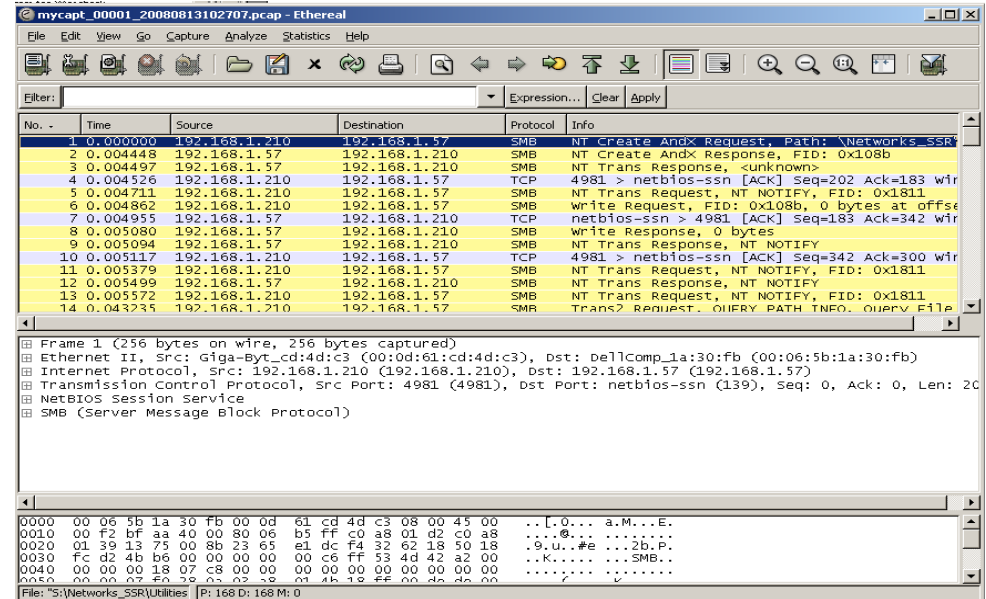 mycapt_00001_20080813102707.pcap - Ethereal
File Edit View Go Capture Analyze Statistics Help
Filter: Expression... Clear Apply
No. - Time Source Destination Protocol Info
1 0.000000 192.168.1.210 192.168.1.57 SMB NT Create AndX Request, Path: \Networks_SSR\
2 0.004448 192.168.1.57 192.168.1.210 SMB NT Create AndX Response, FID: 0x108b
3 0.004497 192.168.1.57 192.168.1.210 SMB NT Trans Response, <unknown>
4 0.004526 192.168.1.210 192.168.1.57 TCP 4981 > netbios-ssn [ACK] Seq=202 Ack=183 Win
5 0.004711 192.168.1.210 192.168.1.57 SMB NT Trans Request, NT NOTIFY, FID: 0x1811
6 0.004862 192.168.1.210 192.168.1.57 SMB Write Request, FID: 0x108b, 0 bytes at offse
7 0.004955 192.168.1.57 192.168.1.210 TCP netbios-ssn > 4981 [ACK] Seq=183 Ack=342 Win
8 0.005080 192.168.1.57 192.168.1.210 SMB Write Response, 0 bytes
9 0.005094 192.168.1.57 192.168.1.210 SMB NT Trans Response, NT NOTIFY
10 0.005117 192.168.1.210 192.168.1.57 TCP 4981 > netbios-ssn [ACK] Seq=342 Ack=300 Win
11 0.005379 192.168.1.210 192.168.1.57 SMB NT Trans Request, NT NOTIFY, FID: 0x1811
12 0.005499 192.168.1.57 192.168.1.210 SMB NT Trans Response, NT NOTIFY
13 0.005572 192.168.1.210 192.168.1.57 SMB NT Trans Request, NT NOTIFY, FID: 0x1811
14 0.043235 192.168.1.210 192.168.1.57 SMB Trans2 Request, QUERY_PATH_INFO, Query File
Frame 1 (256 bytes on wire, 256 bytes captured)
Ethernet II, Src: Giga-Byt_cd:4d:c3 (00:0d:61:cd:4d:c3), Dst: DellComp_1a:30:fb (00:06:5b:1a:30:fb)
Internet Protocol, Src: 192.168.1.210 (192.168.1.210), Dst: 192.168.1.57 (192.168.1.57)
Transmission Control Protocol, Src Port: 4981 (4981), Dst Port: netbios-ssn (139), Seq: 0, Ack: 0, Len: 20
NetBIOS Session Service
SMB (Server Message Block Protocol)
0000 00 06 5b 1a 30 fb 00 0d 61 cd 4d c3 08 00 45 00 ..[.0... a.M...E.
0010 00 f2 bf aa 40 00 80 06 b5 ff c0 a8 01 d2 c0 a8 ....@... ........
0020 01 39 13 75 00 8b 23 65 e1 dc f4 32 62 18 50 18 .9.u..#e ...2b.P.
0030 fc d2 4b b6 00 00 00 00 00 c6 ff 53 4d 42 a2 00 ..K..... ...SMB..
0040 00 00 00 18 07 c8 00 00 00 00 00 00 00 00 00 00 ........ ........
File: "S:\Networks_SSR\Utilities P: 168 D: 168 M: 0